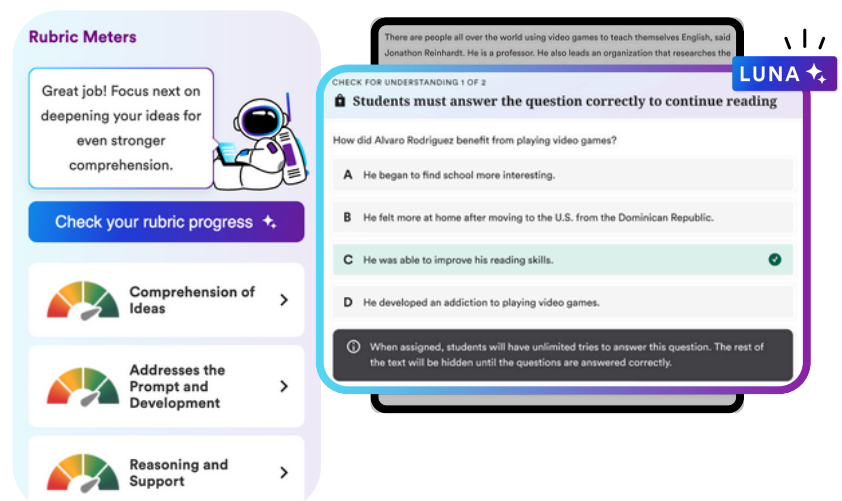 Rubric Meters
Great job! Focus next on
deepening your ideas for
even stronger
comprehension.
Check your rubric progress
Comprehension of
Ideas
Addresses the
Prompt and
Development
Reasoning and
Support
There are people all over the world using video games to teach themselves English, said
Jonathon Reinhardt. He is a professor. He also leads an organization that researches the
LUNA
CHECK FOR UNDERSTANDING 1 OF 2
Students must answer the question correctly to continue reading
How did Alvaro Rodriguez benefit from playing video games?
A He began to find school more interesting.
B He felt more at home after moving to the U.S. from the Dominican Republic.
C He was able to improve his reading skills.
D He developed an addiction to playing video games.
When assigned, students will have unlimited tries to answer this question. The rest of
the text will be hidden until the questions are answered correctly.